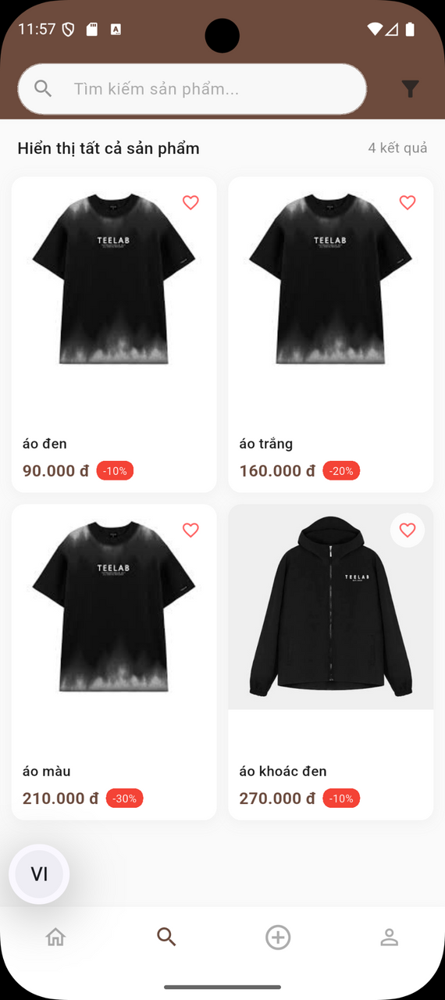 11:57
Tìm kiếm sản phẩm...
Hiển thị tất cả sản phẩm
4 kết quả
TEELAB
TEELAB
áo đen
áo trắng
90.000 đ -10%
160.000 đ -20%
TEELAB
TEELAB
áo màu
áo khoác đen
210.000 đ -30%
270.000 đ -10%
VI